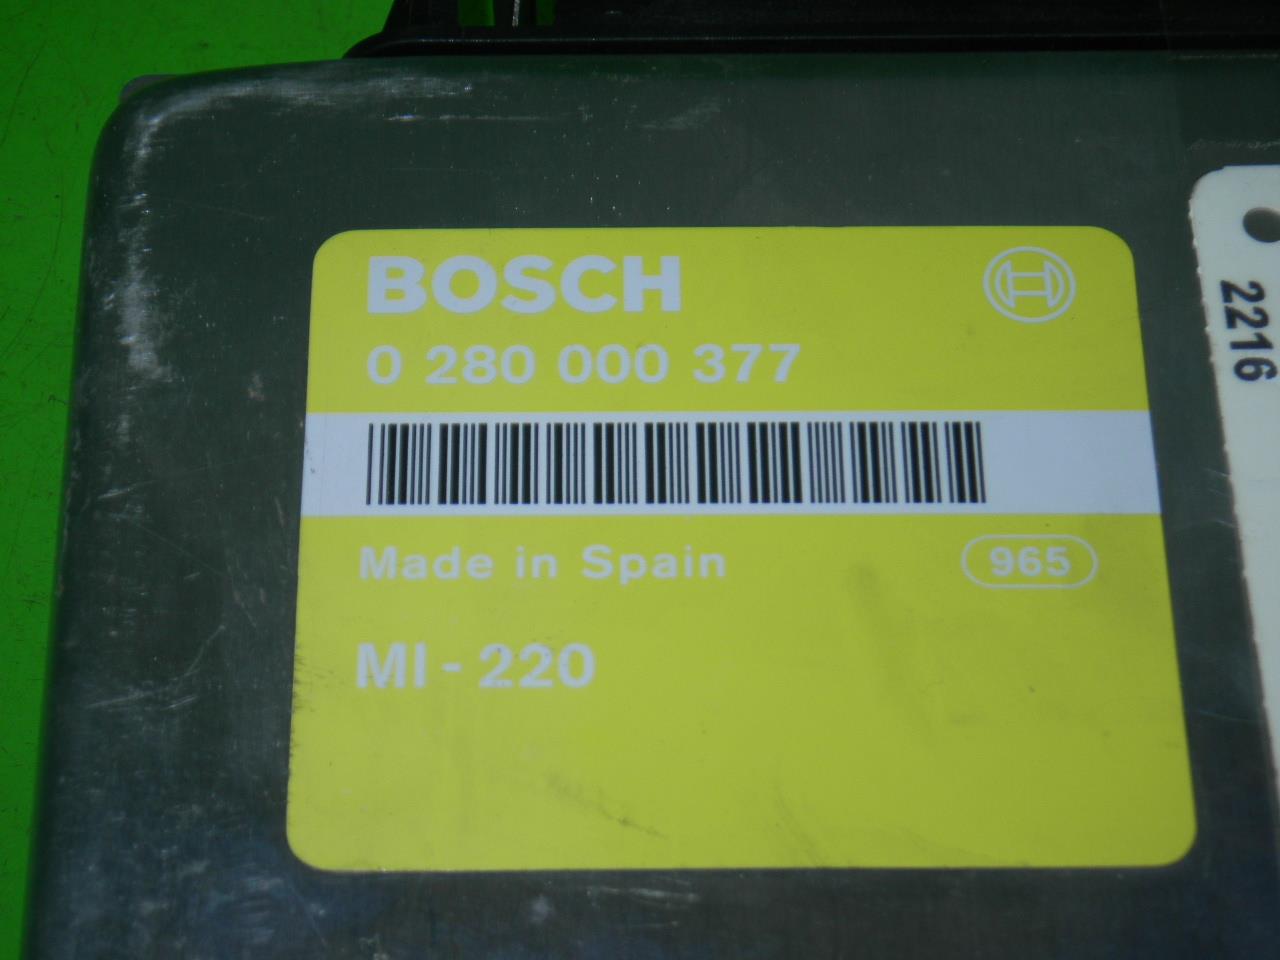 BOSCH
0 280 000 377
Made in Spain
965
MI - 220
2216